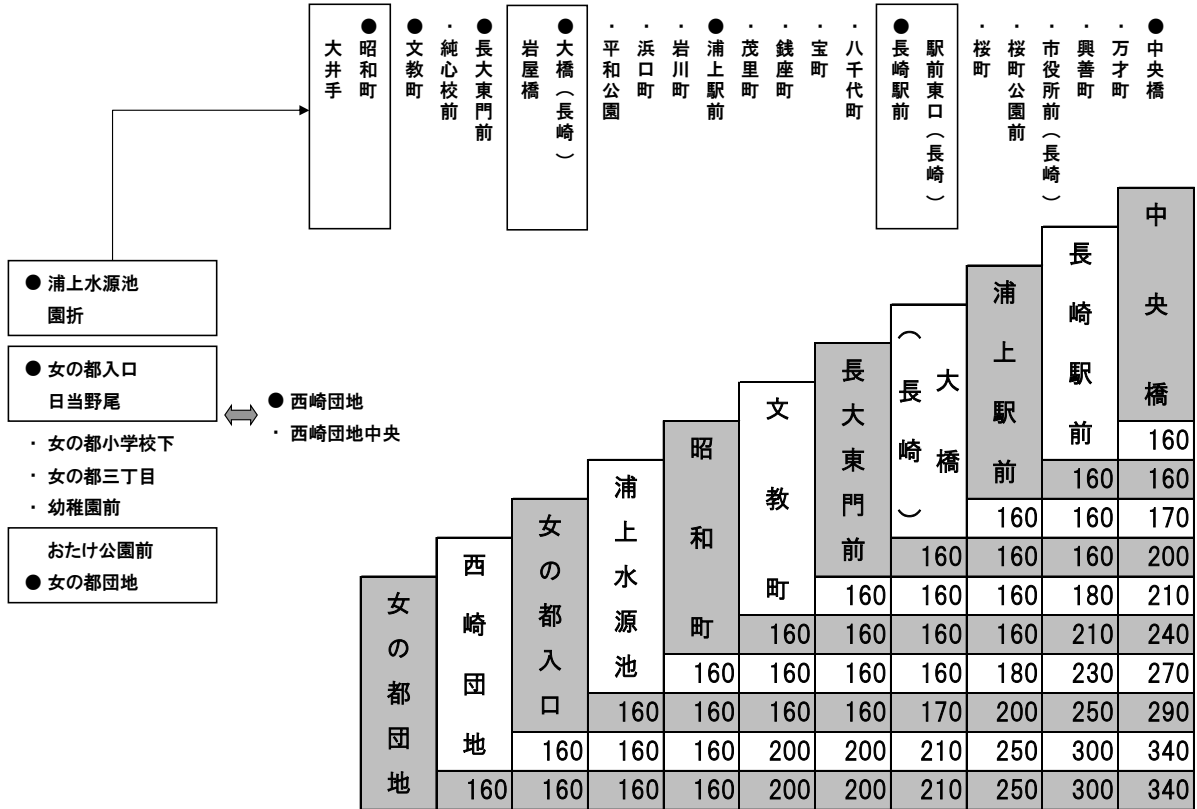 ●昭和町
大井手
●文教町
・純心校前
●長大東門前
●大橋(長崎)
岩屋橋
・平和公園
・浜口町
・岩川町
●浦上駅前
・茂里町
・銭座町
・宝町
・八千代町
駅前東口(長崎)
●長崎駅前
・桜町
・桜町公園前
・市役所前(長崎)
・興善町
・万才町
●中央橋
●浦上水源池
園折
●女の都入口
日当野尾
・女の都小学校下
・女の都三丁目
・幼稚園前
おたけ公園前
●女の都団地
●西崎団地
・西崎団地中央
中央橋
長崎駅前 160
浦上駅前 160 160
大橋(長崎) 160 160 170
長大東門前 160 160 160 200
文教町 160 160 160 180 210
昭和町 160 160 160 160 210 240
浦上水源池 160 160 160 160 180 230 270
女の都入口 160 160 160 160 170 200 250 290
西崎団地 160 160 160 200 200 210 250 300 340
女の都団地 160 160 160 160 200 200 210 250 300 340